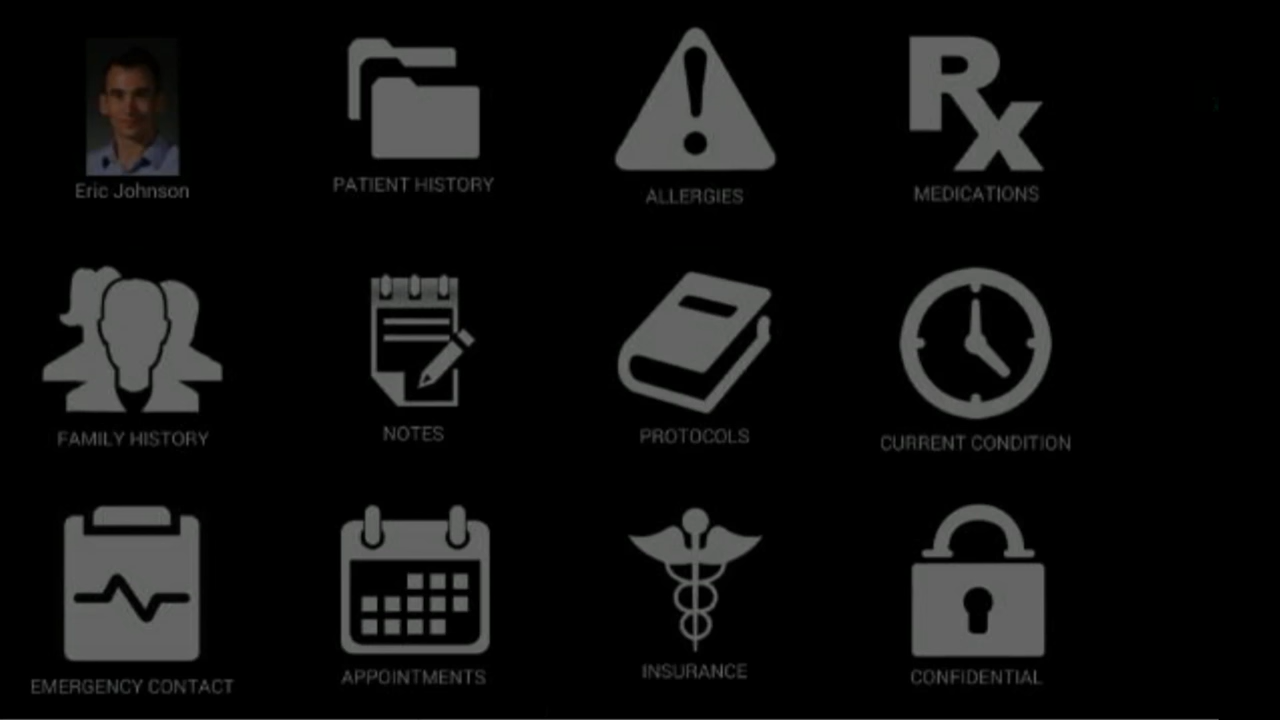 Eric Johnson
PATIENT HISTORY
ALLERGIES
Rx
MEDICATIONS
FAMILY HISTORY
NOTES
PROTOCOLS
CURRENT CONDITION
EMERGENCY CONTACT
APPOINTMENTS
INSURANCE
CONFIDENTIAL